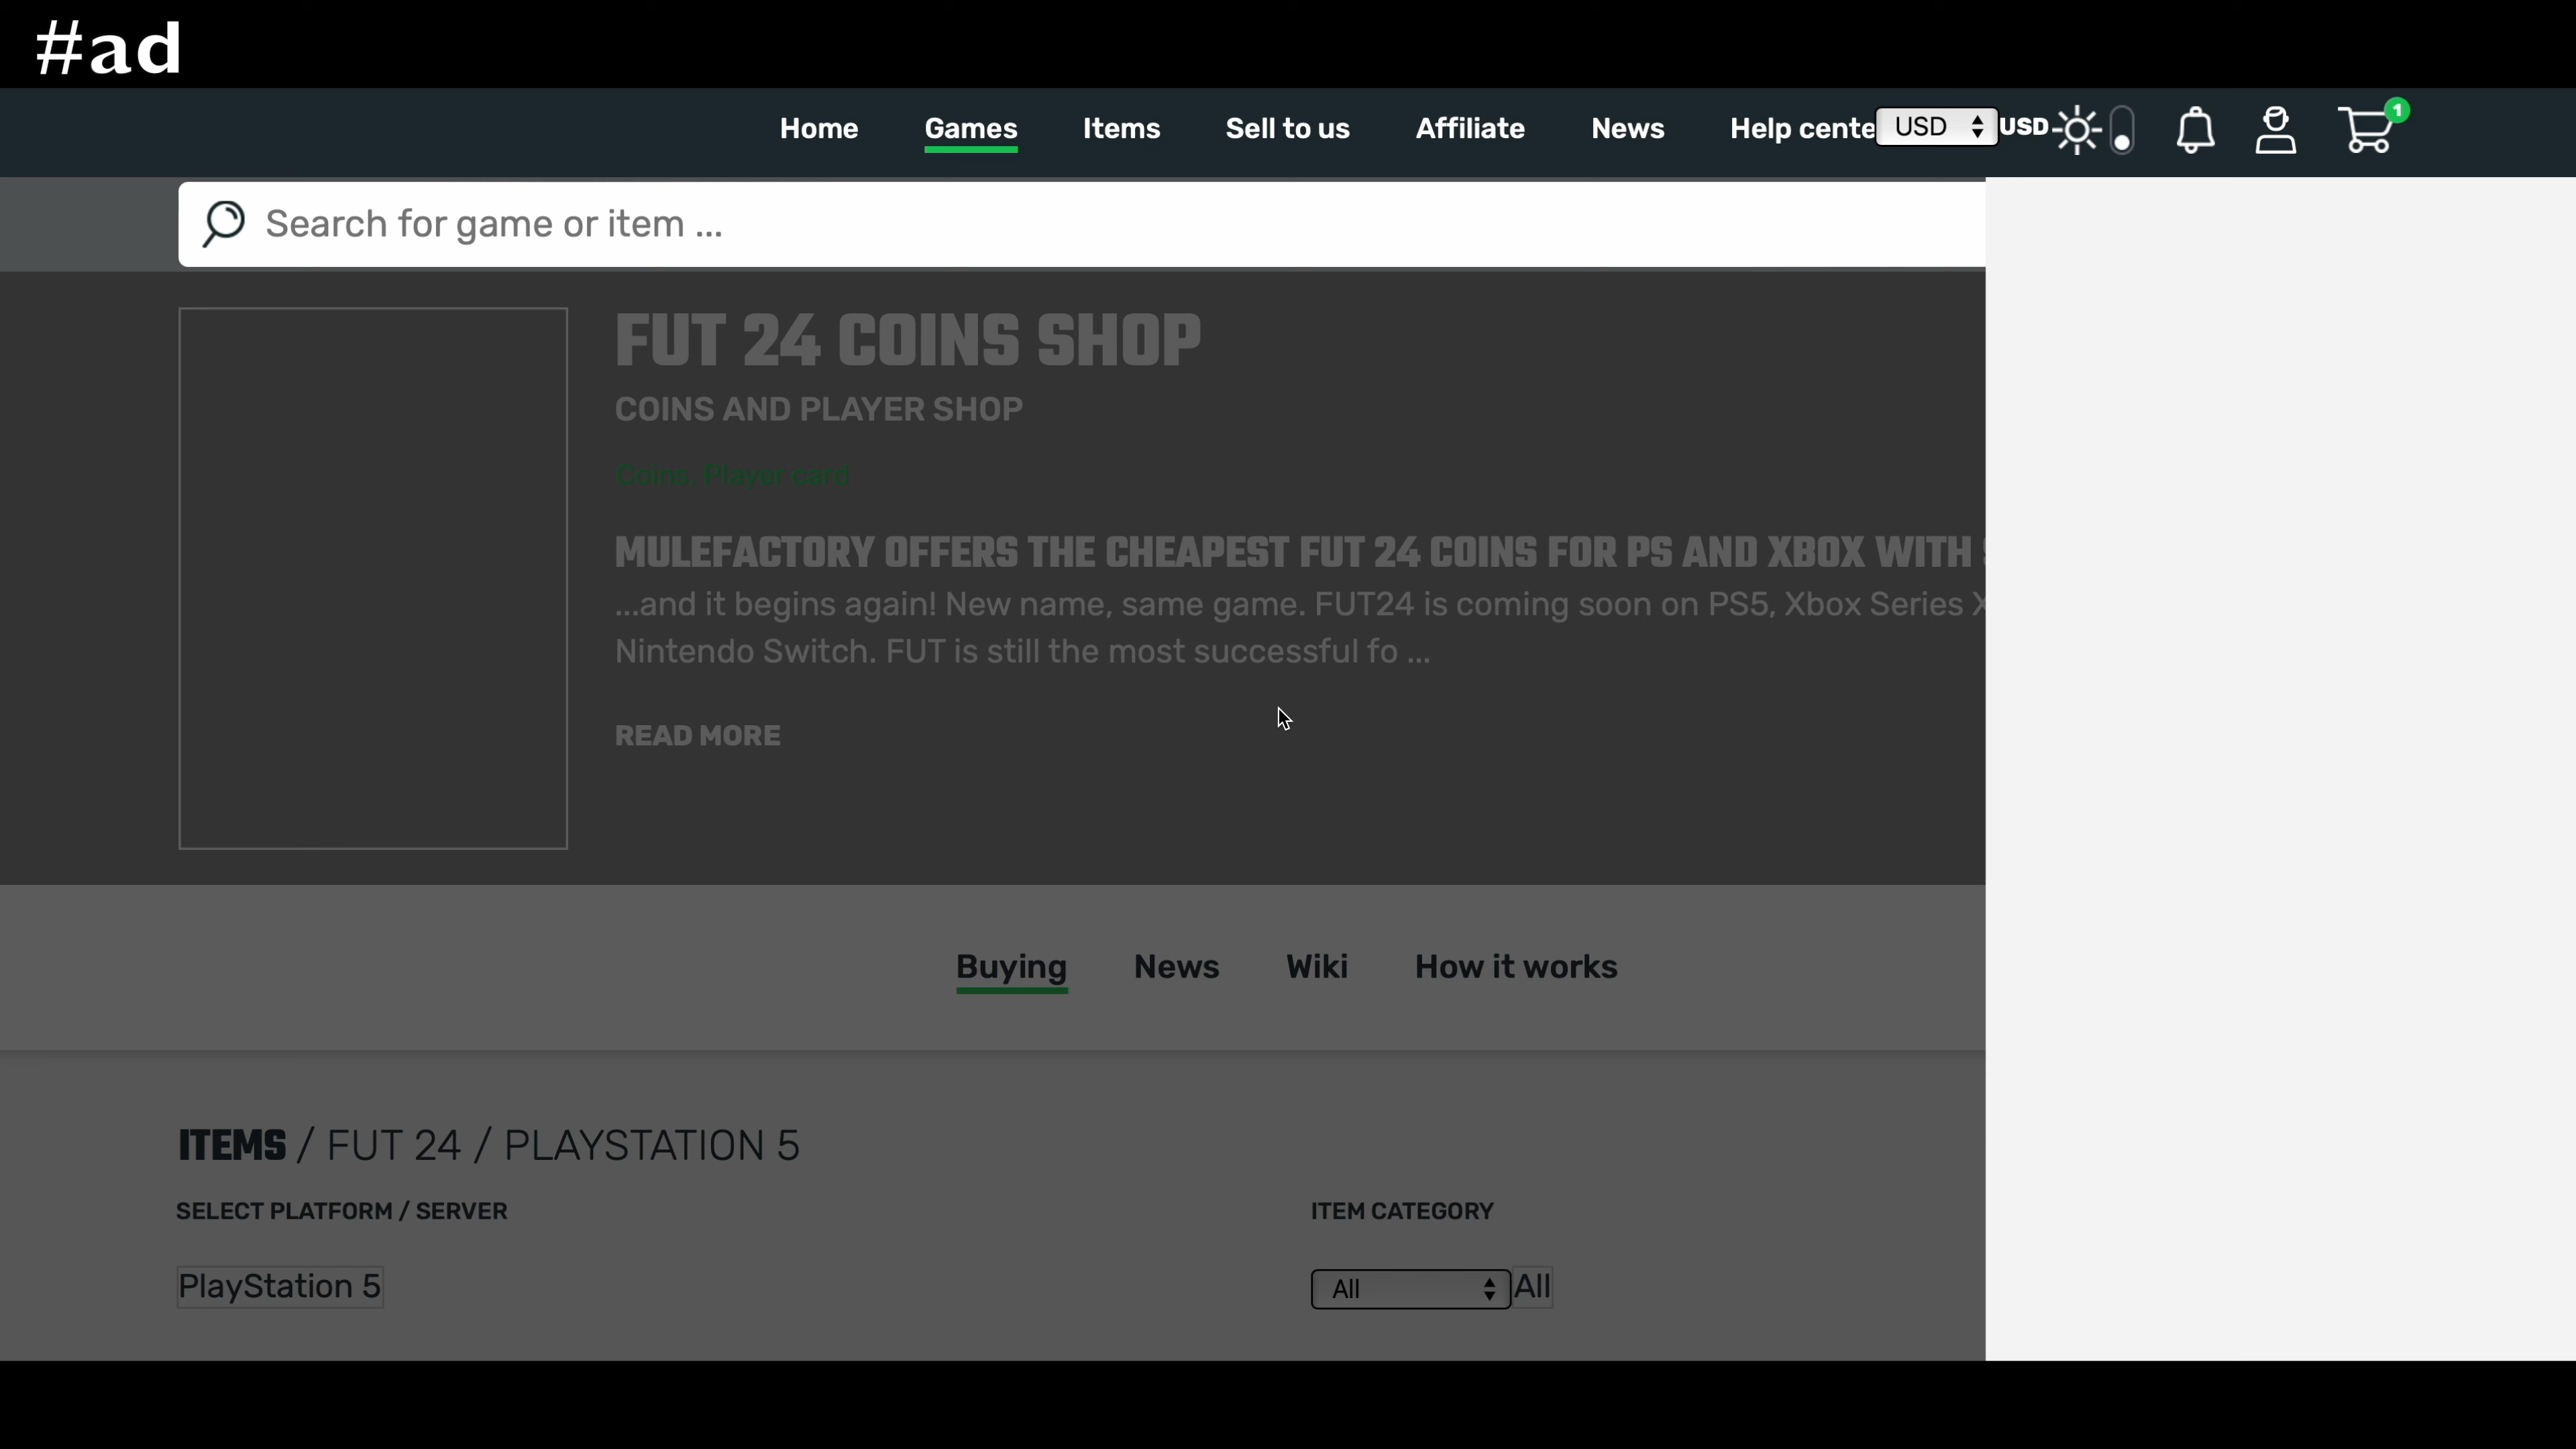 #ad
Home Games Items Sell to us Affiliate News Help cente USD USD 1
Search for game or item ...
FUT 24 COINS SHOP
COINS AND PLAYER SHOP
Coins, Player card
MULEFACTORY OFFERS THE CHEAPEST FUT 24 COINS FOR PS AND XBOX WITH
...and it begins again! New name, same game. FUT24 is coming soon on PS5, Xbox Series X
Nintendo Switch. FUT is still the most successful fo ...
READ MORE
Buying News Wiki How it works
ITEMS / FUT 24 / PLAYSTATION 5
SELECT PLATFORM / SERVER ITEM CATEGORY
PlayStation 5 All All